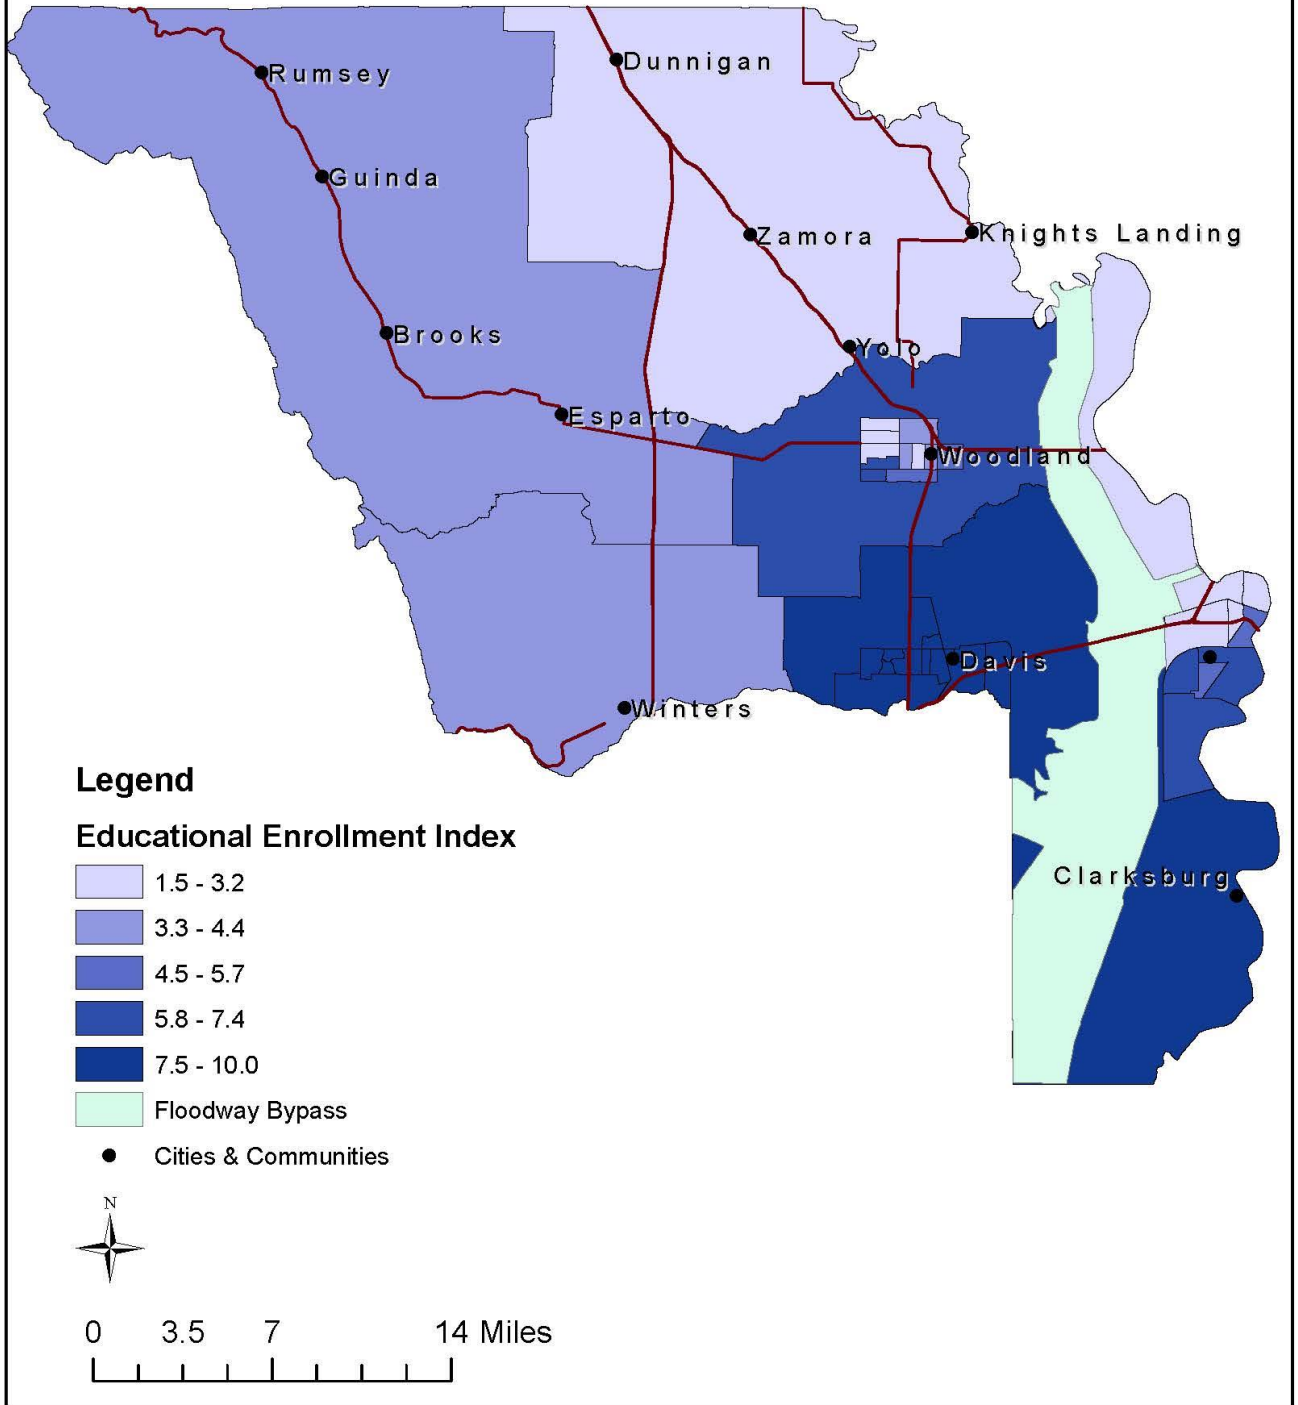 Dunnigan
Rumsey
Guinda
Zamora
Knights Landing
Brooks
Yolo
Esparto
Woodland
Davis
Winters
Clarksburg
Legend
Educational Enrollment Index
1.5 - 3.2
3.3 - 4.4
4.5 - 5.7
5.8 - 7.4
7.5 - 10.0
Floodway Bypass
Cities & Communities
N
0 3.5 7 14 Miles